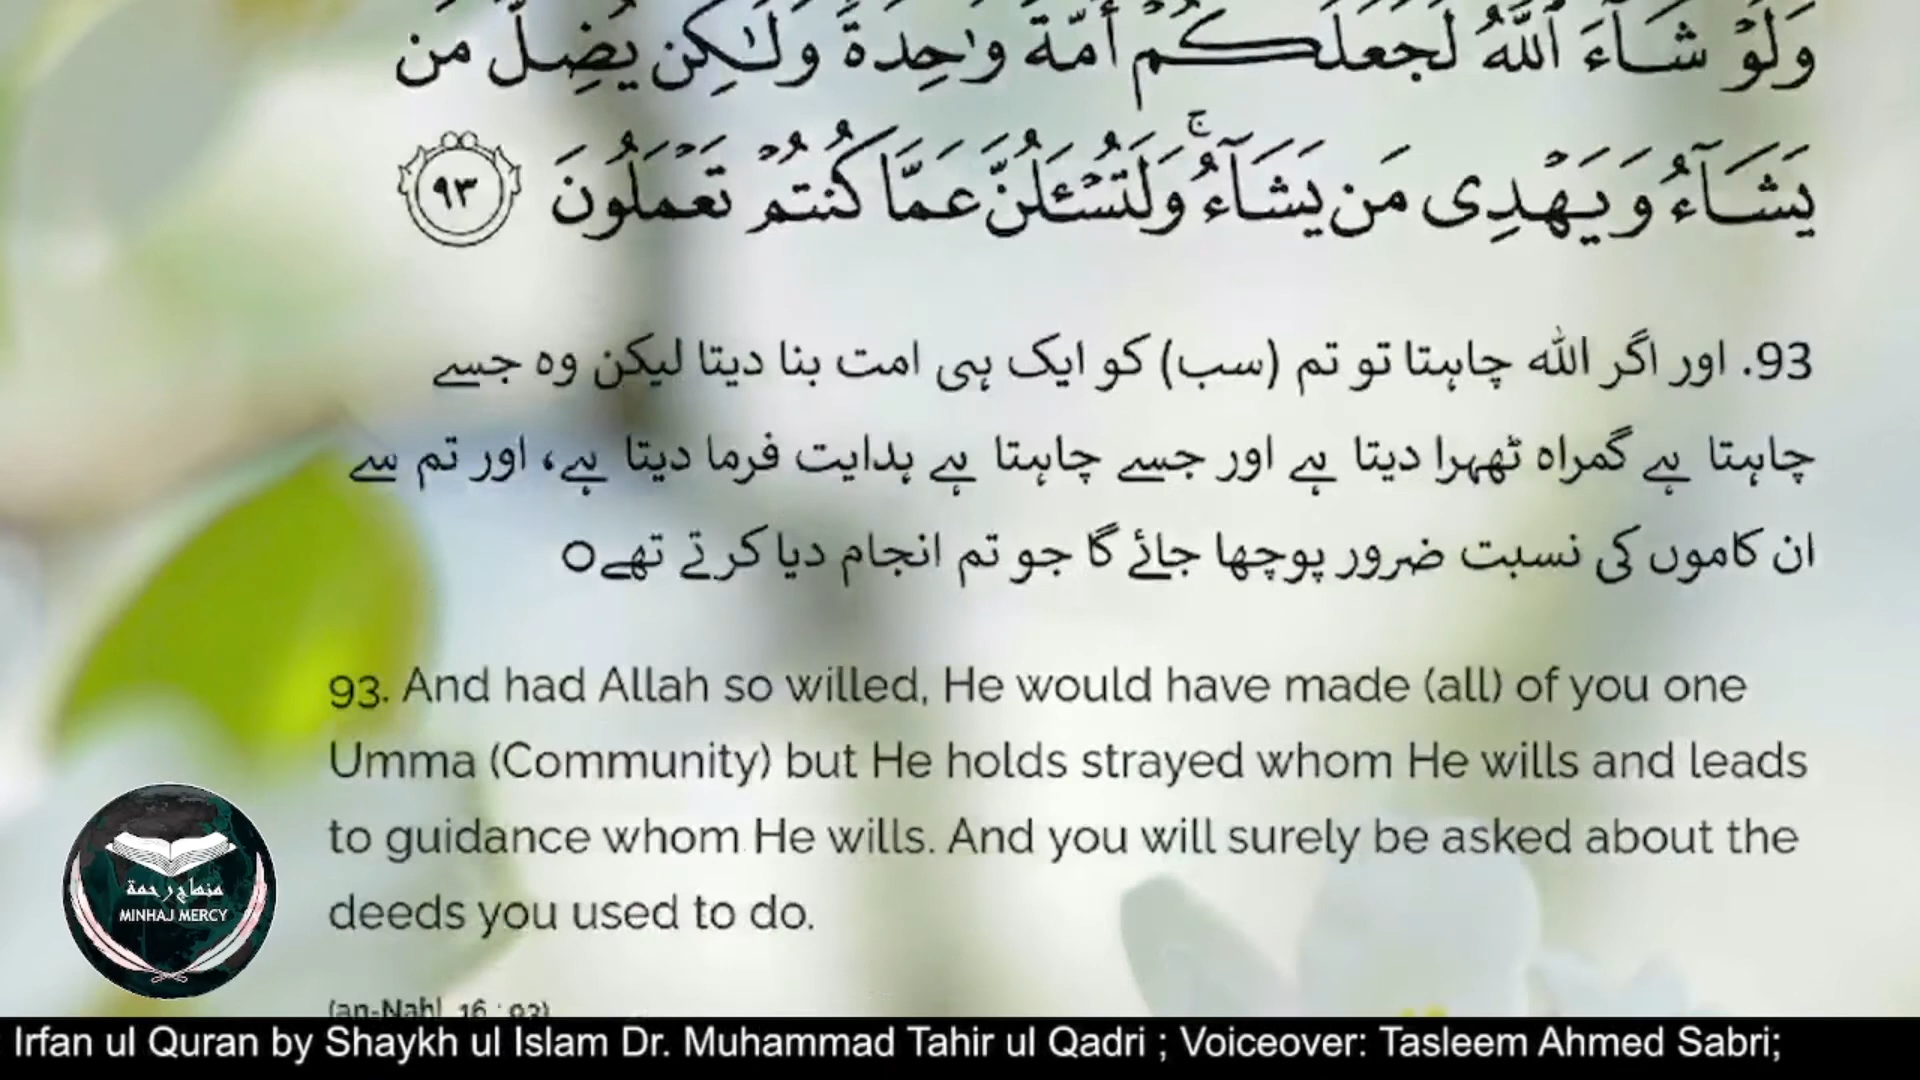 وَلَوْ شَآءَ ٱللَّهُ لَجَعَلَكُمْ أُمَّةً وَٰحِدَةً وَلَـٰكِن يُضِلُّ مَن
يَشَآءُ وَيَهْدِى مَن يَشَآءُ ۚ وَلَتُسْـَٔلُنَّ عَمَّا كُنتُمْ تَعْمَلُونَ ٩٣
93. اور اگر اللہ چاہتا تو تم (سب) کو ایک ہی امت بنا دیتا لیکن وہ جسے
چاہتا ہے گمراہ ٹھہرا دیتا ہے اور جسے چاہتا ہے ہدایت فرما دیتا ہے، اور تم سے
ان کاموں کی نسبت ضرور پوچھا جائے گا جو تم انجام دیا کرتے تھےo
93. And had Allah so willed, He would have made (all) of you one
Umma (Community) but He holds strayed whom He wills and leads
to guidance whom He wills. And you will surely be asked about the
deeds you used to do.
(an-Nahl, 16 : 93)
منهاج رحمة
MINHAJ MERCY
Irfan ul Quran by Shaykh ul Islam Dr. Muhammad Tahir ul Qadri ; Voiceover: Tasleem Ahmed Sabri;